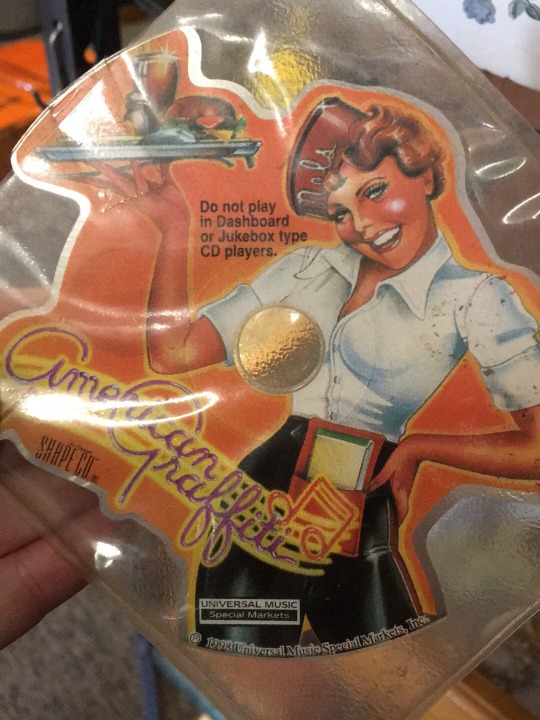 Mels
Do not play
in Dashboard
or Jukebox type
CD players.
American
Graffiti
SHAPE CD INC
UNIVERSAL MUSIC
Special Markets
℗ 1998 Universal Music Special Markets, Inc.